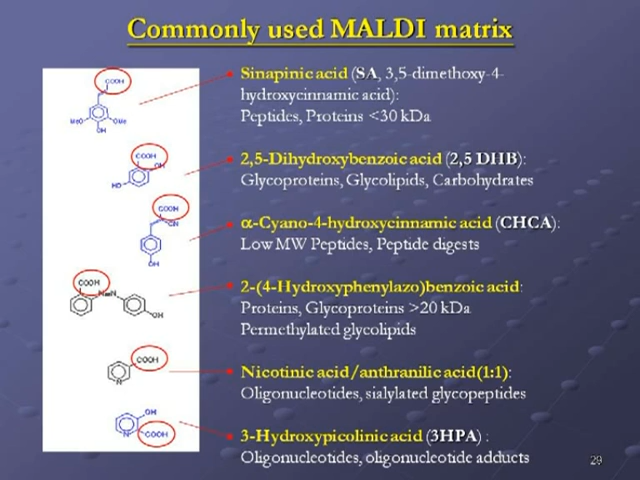 Commonly used MALDI matrix
Sinapinic acid (SA, 3,5-dimethoxy-4-
hydroxycinnamic acid):
Peptides, Proteins <30 kDa
2,5-Dihydroxybenzoic acid (2,5 DHB):
Glycoproteins, Glycolipids, Carbohydrates
α-Cyano-4-hydroxycinnamic acid (CHCA):
Low MW Peptides, Peptide digests
2-(4-Hydroxyphenylazo)benzoic acid:
Proteins, Glycoproteins >20 kDa
Permethylated glycolipids
Nicotinic acid/anthranilic acid(1:1):
Oligonucleotides, sialylated glycopeptides
3-Hydroxypicolinic acid (3HPA) :
Oligonucleotides, oligonucleotide adducts
COOH
MeO OMe
OH
COOH
OH
HO
COOH
CN
OH
COOH
N=N
OH
COOH
N
OH
N COOH
29